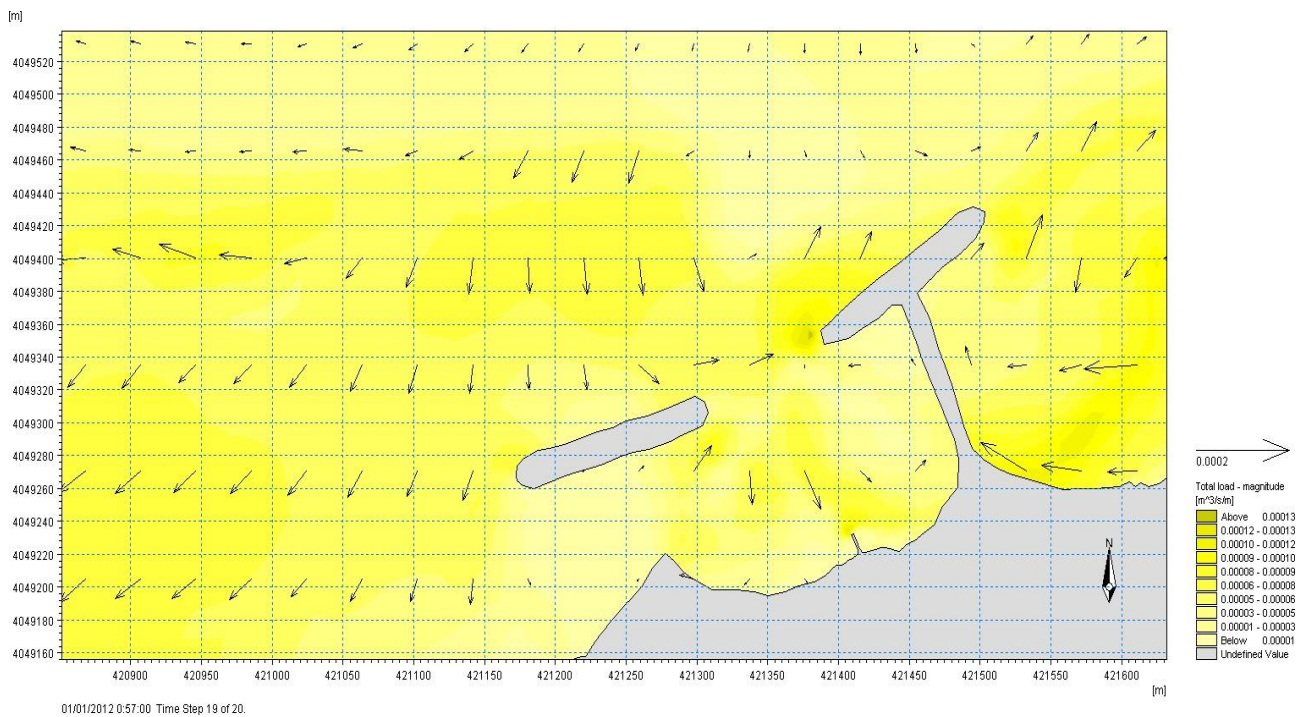 [m]
4049520
4049500
4049480
4049460
4049440
4049420
4049400
4049380
4049360
4049340
4049320
4049300
4049280
4049260
4049240
4049220
4049200
4049180
4049160
420900 420950 421000 421050 421100 421150 421200 421250 421300 421350 421400 421450 421500 421550 421600
[m]
0.0002
Total load - magnitude
[m^3/s/m]
Above 0.00013
0.00012 - 0.00013
0.00010 - 0.00012
0.00009 - 0.00010
0.00008 - 0.00009
0.00006 - 0.00008
0.00005 - 0.00006
0.00003 - 0.00005
0.00001 - 0.00003
Below 0.00001
Undefined Value
N
01/01/2012 0:57:00 Time Step 19 of 20.